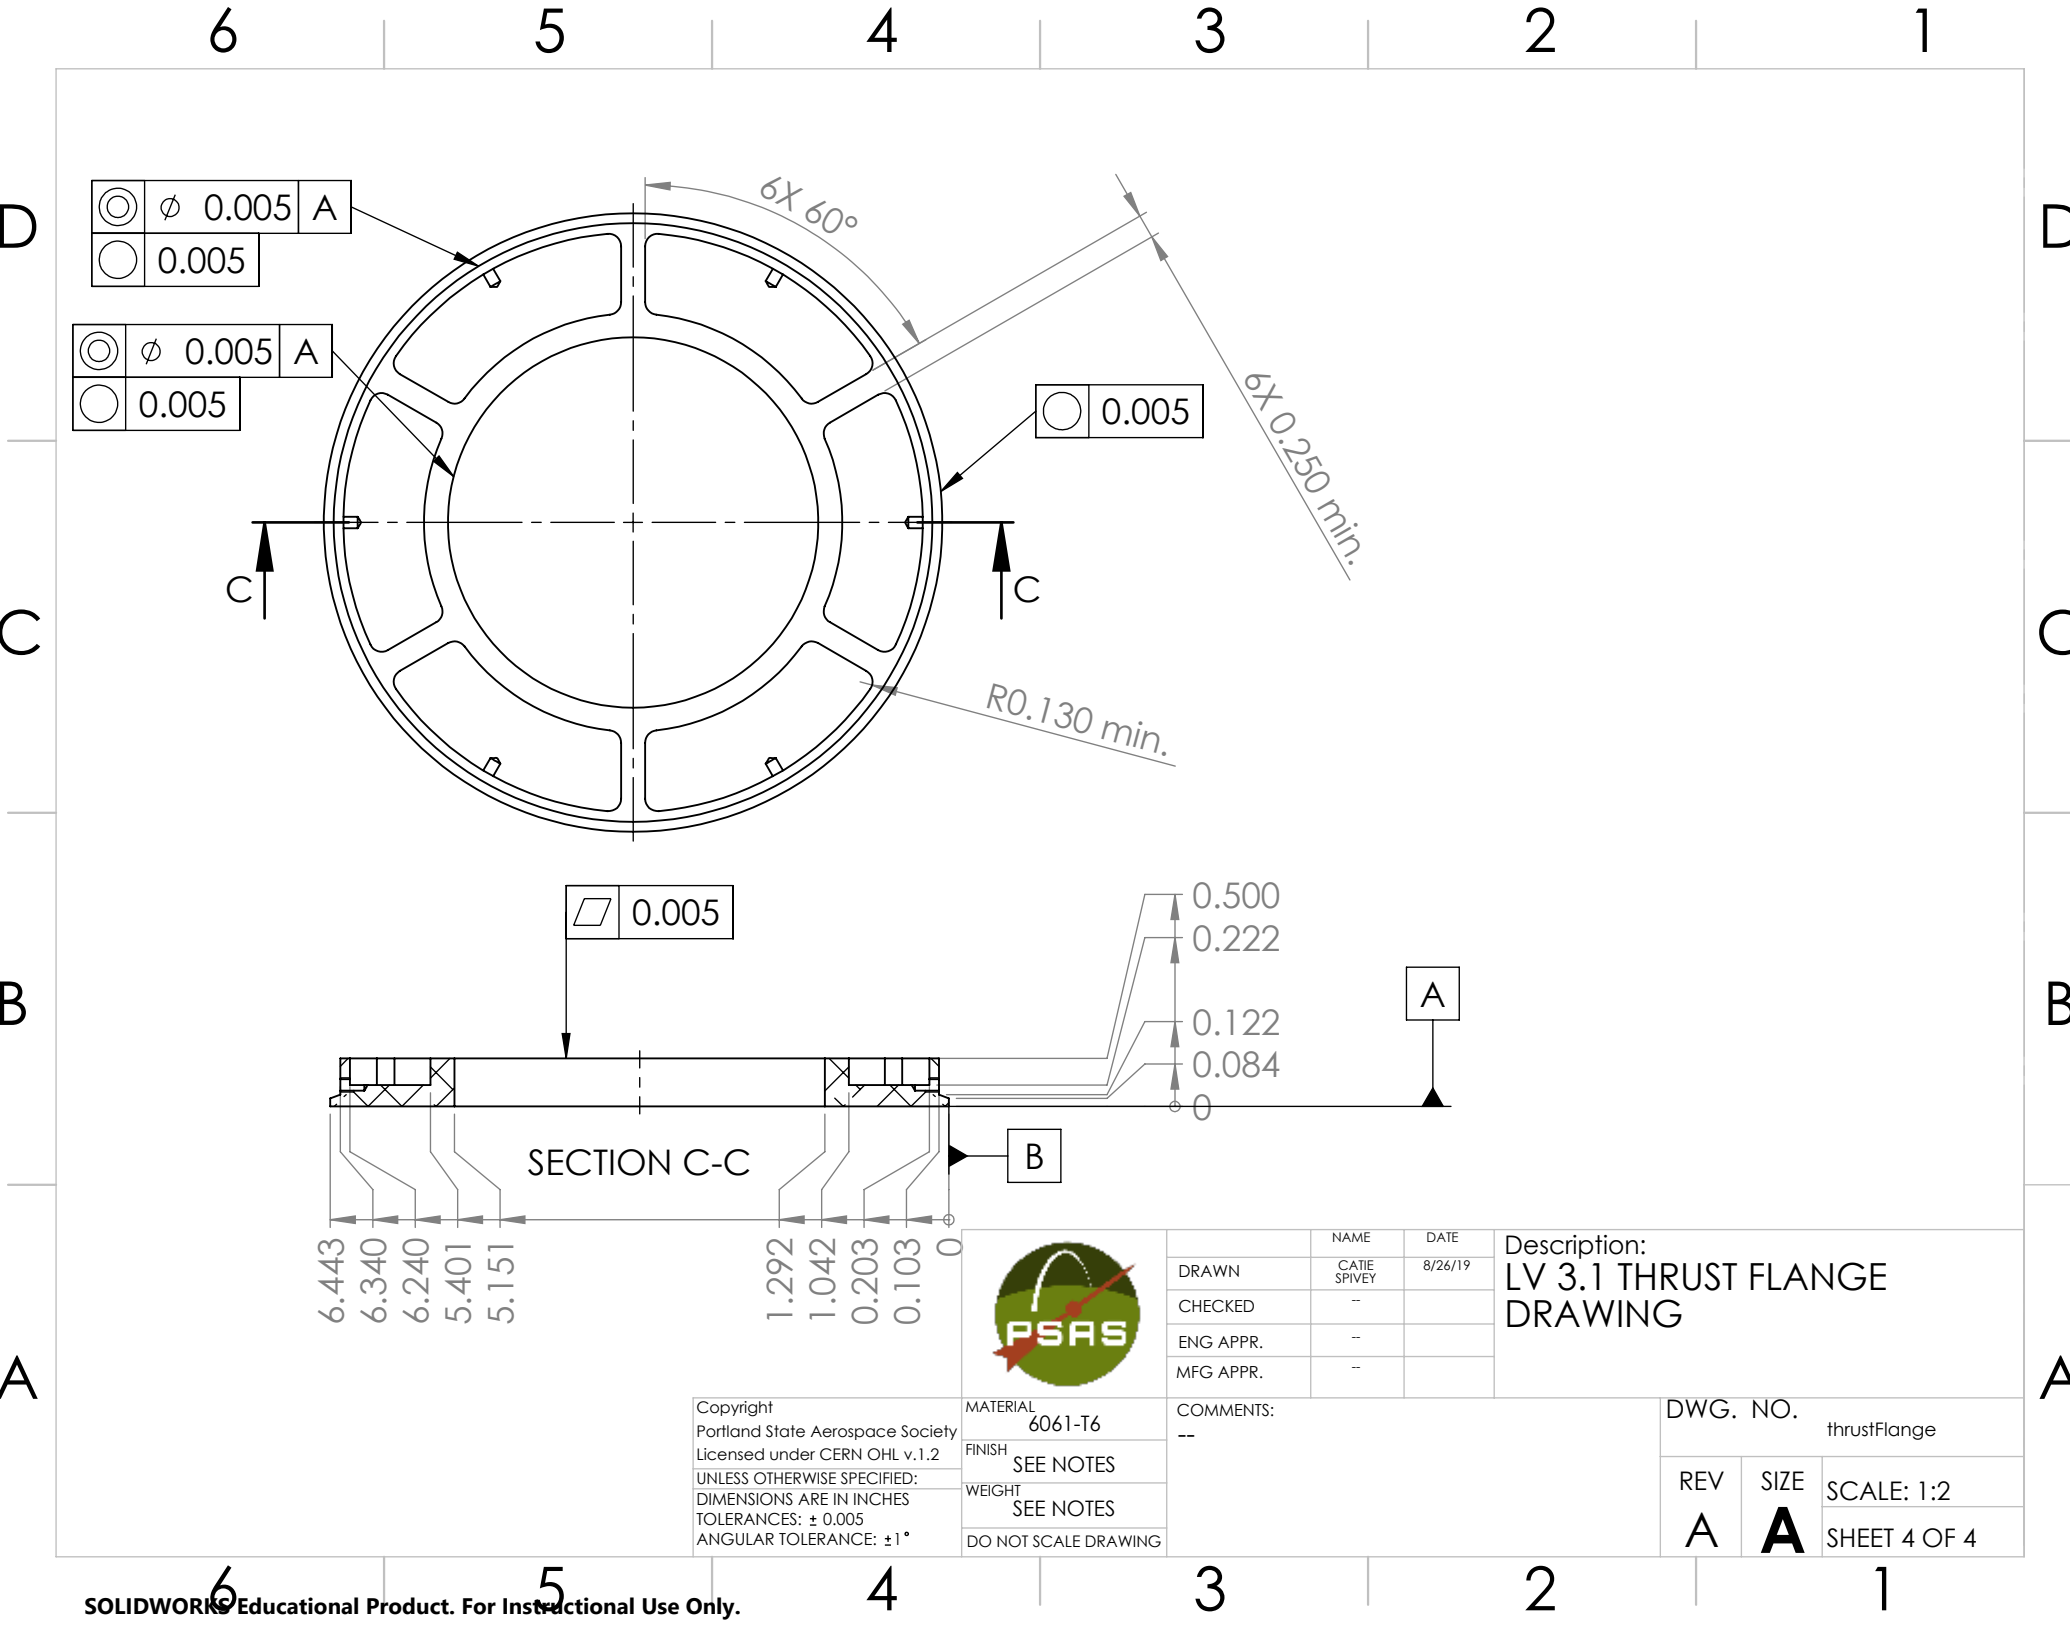 6 5 4 3 2 1
D D
⌀ 0.005 A
0.005
⌀ 0.005 A
0.005
6X 60°
6X 0.250 min.
0.005
C C
C C
R0.130 min.
0.005
0.500
0.222
0.122
0.084
0
A
B B
SECTION C-C
B
6.443
6.340
6.240
5.401
5.151
1.292
1.042
0.203
0.103
0
A A
PSAS
NAME DATE
DRAWN CATIE SPIVEY 8/26/19
CHECKED --
ENG APPR. --
MFG APPR. --
Description:
LV 3.1 THRUST FLANGE
DRAWING
Copyright
Portland State Aerospace Society
Licensed under CERN OHL v.1.2
UNLESS OTHERWISE SPECIFIED:
DIMENSIONS ARE IN INCHES
TOLERANCES: ± 0.005
ANGULAR TOLERANCE: ±1°
MATERIAL
6061-T6
FINISH
SEE NOTES
WEIGHT
SEE NOTES
DO NOT SCALE DRAWING
COMMENTS:
--
DWG. NO.
thrustFlange
REV
A
SIZE
A
SCALE: 1:2
SHEET 4 OF 4
6 5 4 3 2 1
SOLIDWORKS Educational Product. For Instructional Use Only.